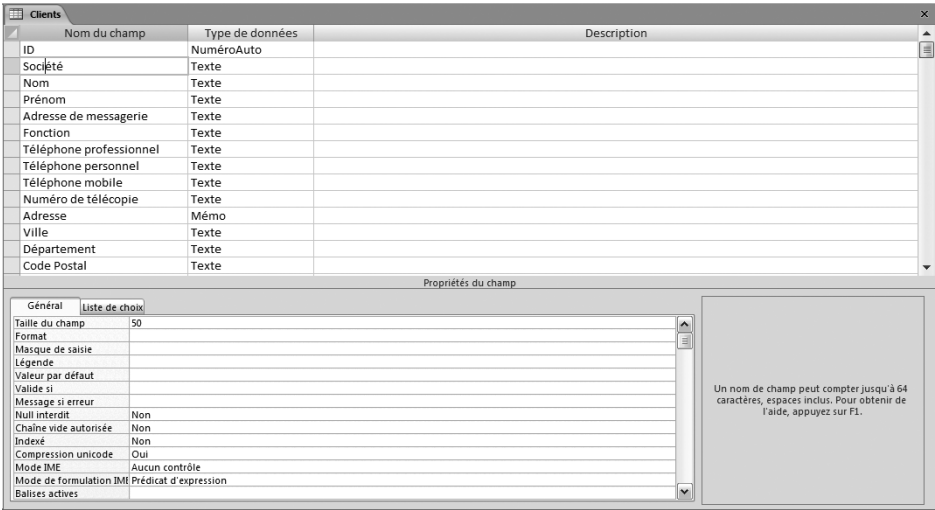 Clients
Nom du champ Type de données Description
ID NuméroAuto
Société Texte
Nom Texte
Prénom Texte
Adresse de messagerie Texte
Fonction Texte
Téléphone professionnel Texte
Téléphone personnel Texte
Téléphone mobile Texte
Numéro de télécopie Texte
Adresse Mémo
Ville Texte
Département Texte
Code Postal Texte
Propriétés du champ
Général Liste de choix
Taille du champ 50
Format
Masque de saisie
Légende
Valeur par défaut
Valide si
Message si erreur
Null interdit Non
Chaîne vide autorisée Non
Indexé Non
Compression unicode Oui
Mode IME Aucun contrôle
Mode de formulation IME Prédicat d'expression
Balises actives
Un nom de champ peut compter jusqu'à 64
caractères, espaces inclus. Pour obtenir de
l'aide, appuyez sur F1.